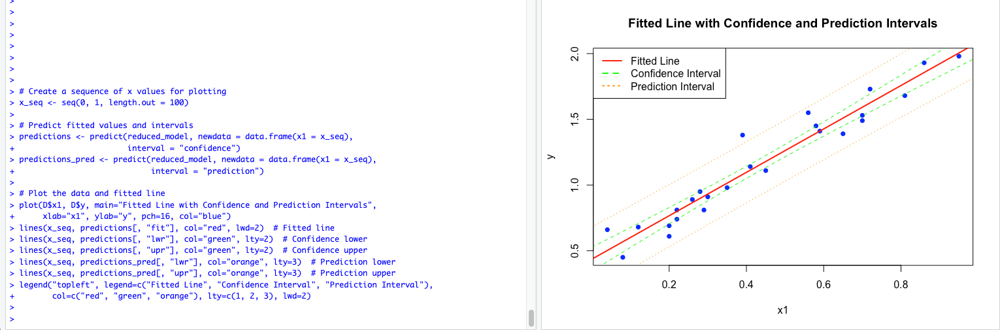 >
>
>
>
>
>
>
>
> # Create a sequence of x values for plotting
> x_seq <- seq(0, 1, length.out = 100)
>
> # Predict fitted values and intervals
> predictions <- predict(reduced_model, newdata = data.frame(x1 = x_seq),
+                        interval = "confidence")
> predictions_pred <- predict(reduced_model, newdata = data.frame(x1 = x_seq),
+                             interval = "prediction")
>
> # Plot the data and fitted line
> plot(D$x1, D$y, main="Fitted Line with Confidence and Prediction Intervals",
+      xlab="x1", ylab="y", pch=16, col="blue")
> lines(x_seq, predictions[, "fit"], col="red", lwd=2)  # Fitted line
> lines(x_seq, predictions[, "lwr"], col="green", lty=2)  # Confidence lower
> lines(x_seq, predictions[, "upr"], col="green", lty=2)  # Confidence upper
> lines(x_seq, predictions_pred[, "lwr"], col="orange", lty=3)  # Prediction lower
> lines(x_seq, predictions_pred[, "upr"], col="orange", lty=3)  # Prediction upper
> legend("topleft", legend=c("Fitted Line", "Confidence Interval", "Prediction Interval"),
+        col=c("red", "green", "orange"), lty=c(1, 2, 3), lwd=2)
>
>
Fitted Line with Confidence and Prediction Intervals
Fitted Line
Confidence Interval
Prediction Interval
y
2.0
1.5
1.0
0.5
0.2 0.4 0.6 0.8
x1